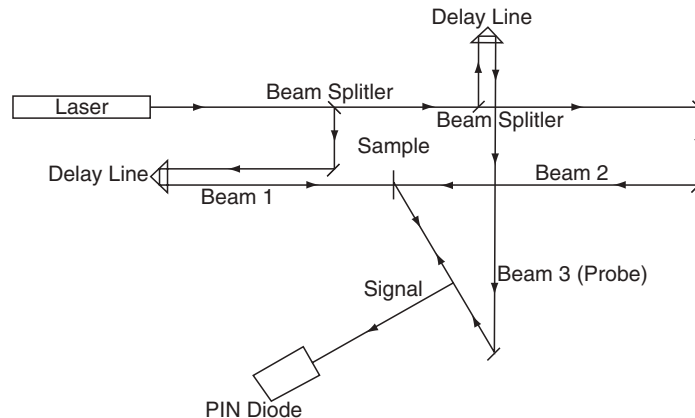 Delay Line
Laser
Beam Splitler
Beam Splitler
Sample
Delay Line
Beam 1
Beam 2
Beam 3 (Probe)
Signal
PIN Diode